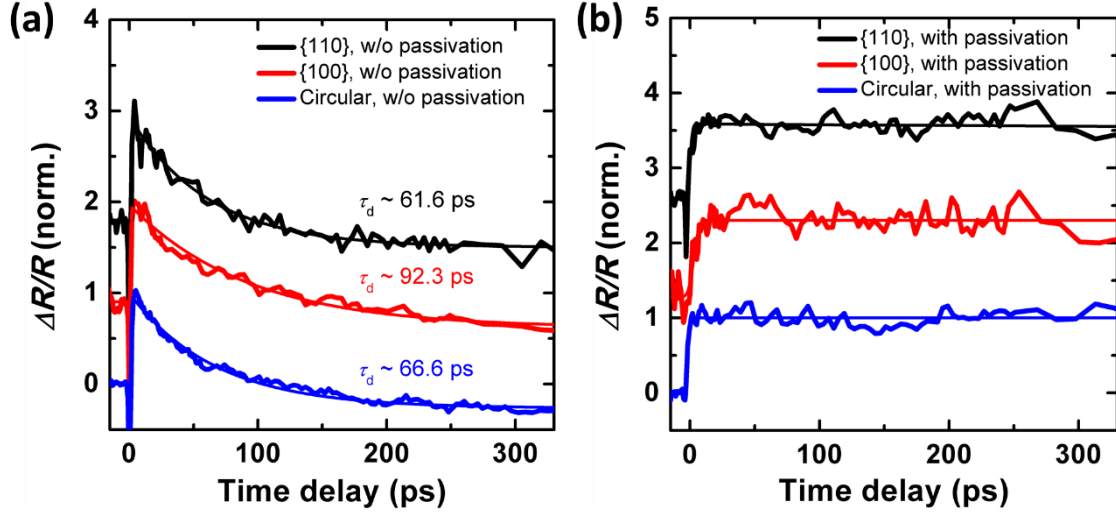 (a)
{110}, w/o passivation
{100}, w/o passivation
Circular, w/o passivation
τd ~ 61.6 ps
τd ~ 92.3 ps
τd ~ 66.6 ps
4
3
2
1
0
ΔR/R (norm.)
0
100
200
300
Time delay (ps)
(b)
{110}, with passivation
{100}, with passivation
Circular, with passivation
5
4
3
2
1
0
ΔR/R (norm.)
0
100
200
300
Time delay (ps)